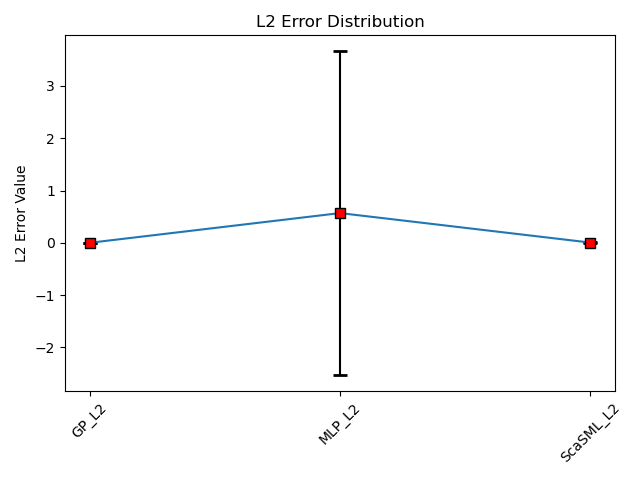 L2 Error Distribution
L2 Error Value
3
2
1
0
−1
−2
GP_L2
MLP_L2
ScaSML_L2